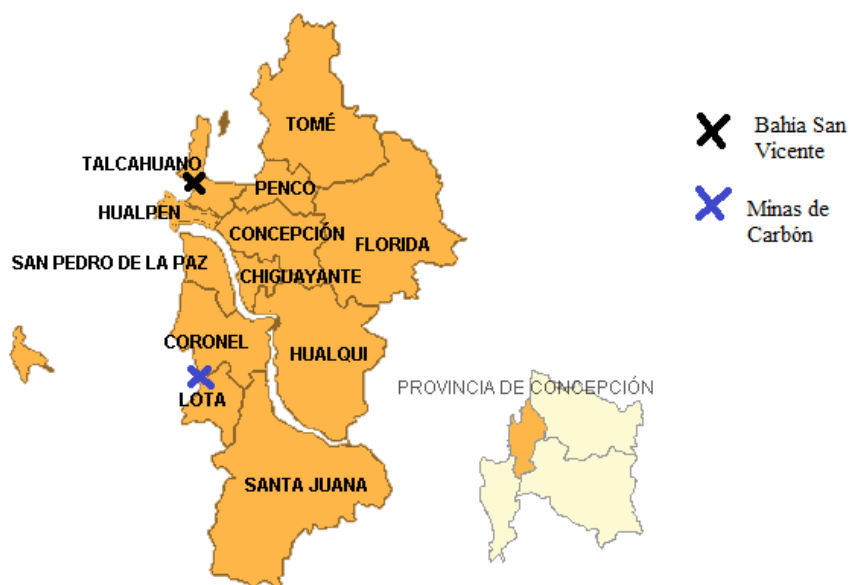 TOMÉ
TALCAHUANO
PENCO
HUALPEN
CONCEPCIÓN
FLORIDA
SAN PEDRO DE LA PAZ
CHIGUAYANTE
CORONEL
HUALQUI
LOTA
SANTA JUANA
PROVINCIA DE CONCEPCIÓN
Bahia San
Vicente
Minas de
Carbón